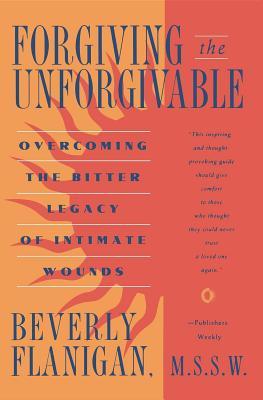 FORGIVING the
UNFORGIVABLE
OVERCOMING
THE BITTER
LEGACY
OF INTIMATE
WOUNDS
"This inspiring
and thought-
provoking guide
should give
comfort to
those who
who thought
they could never
trust
a loved one
again."
—Publishers
Weekly
BEVERLY
FLANIGAN, M.S.S.W.